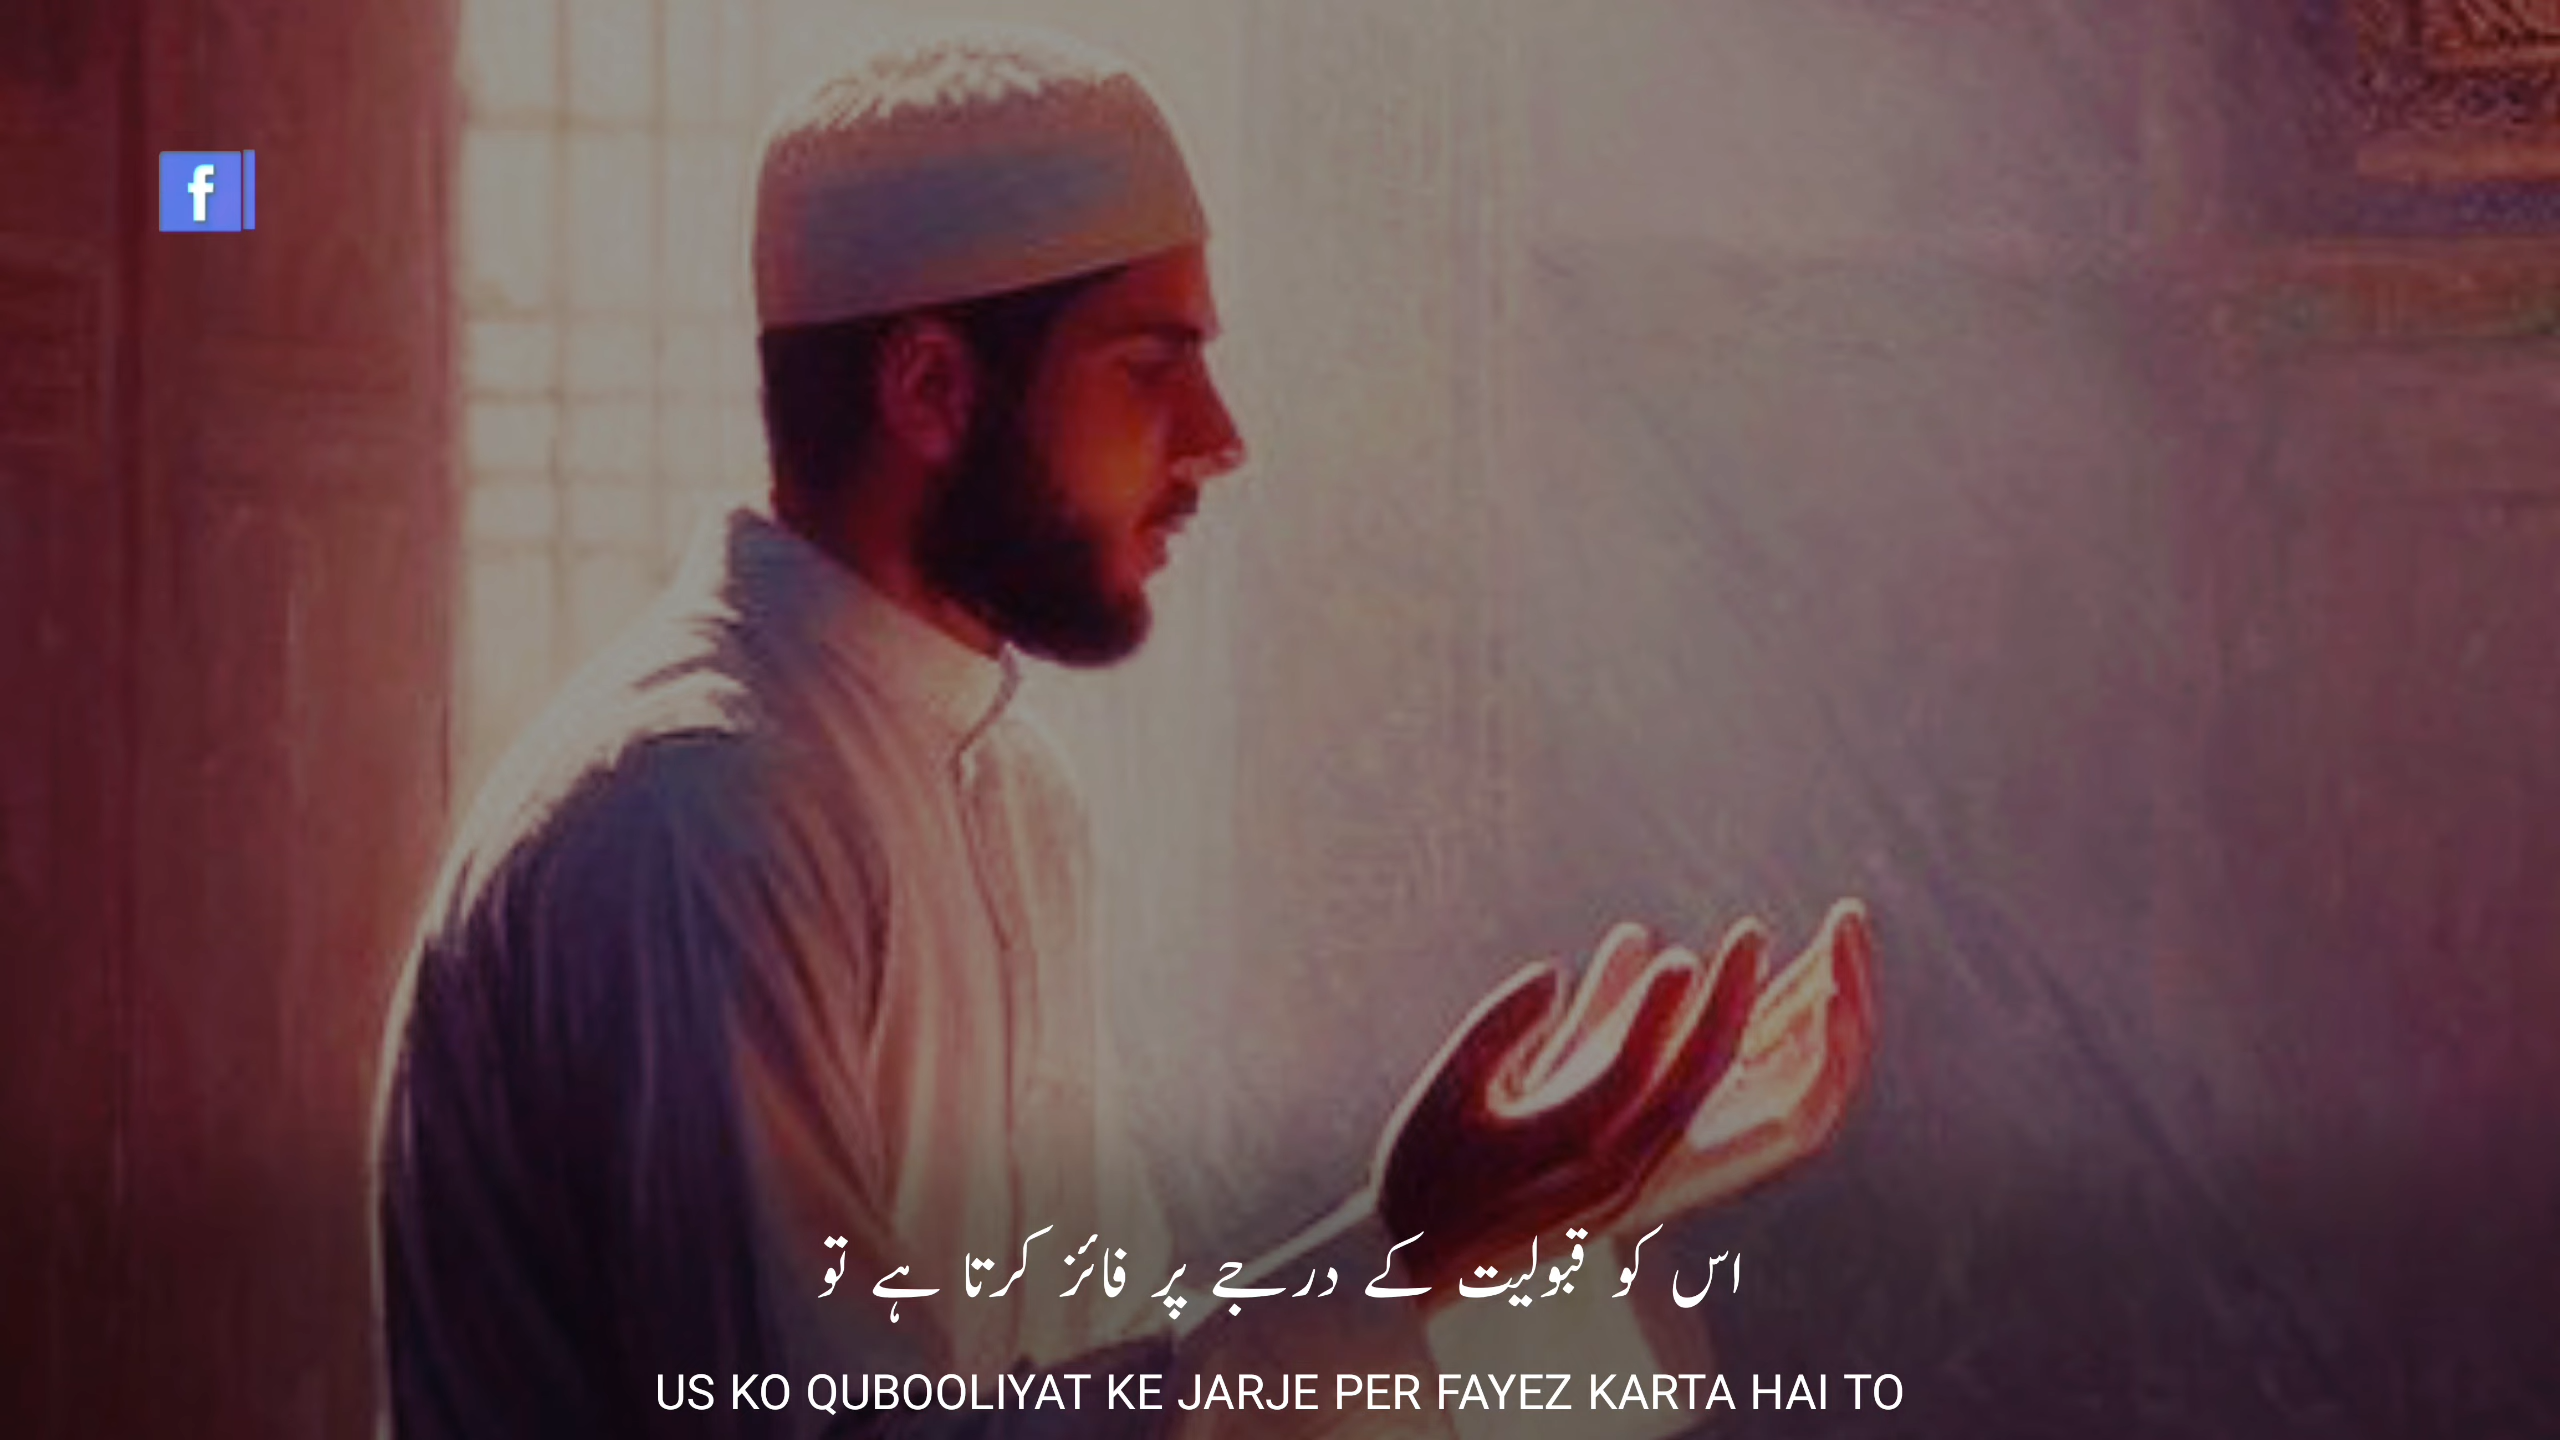 f
اس کو قبولیت کے درجے پر فائز کرتا ہے تو
US KO QUBOOLIYAT KE JARJE PER FAYEZ KARTA HAI TO